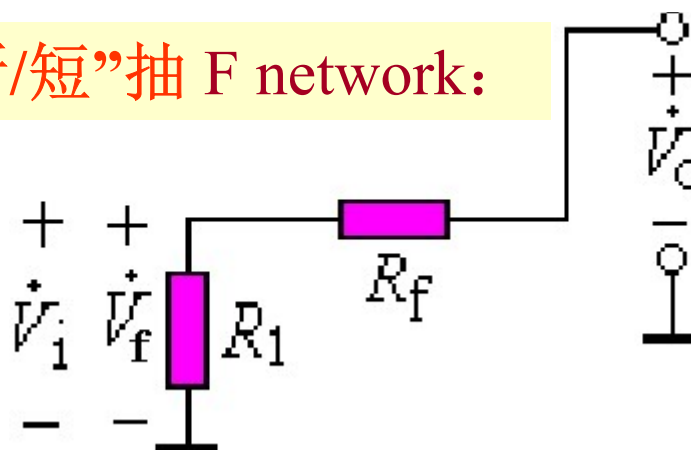 /短”抽 F network：
+
+ +
V̇o
−
Rf
V̇i V̇f R1
− −